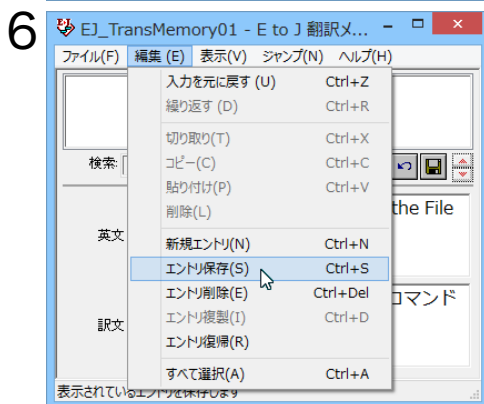 6
EJ_TransMemory01 - E to J 翻訳メ...
ファイル(F) 編集 (E) 表示(V) ジャンプ(N) ヘルプ(H)
入力を元に戻す (U) Ctrl+Z
繰り返す (D) Ctrl+R
切り取り(T) Ctrl+X
コピー(C) Ctrl+C
貼り付け(P) Ctrl+V
削除(L)
検索:
the File
英文
新規エントリ(N) Ctrl+N
エントリ保存(S) Ctrl+S
エントリ削除(E) Ctrl+Del
コマンド
エントリ複製(I) Ctrl+D
訳文
エントリ復帰(R)
すべて選択(A) Ctrl+A
表示されているエントリを保存します